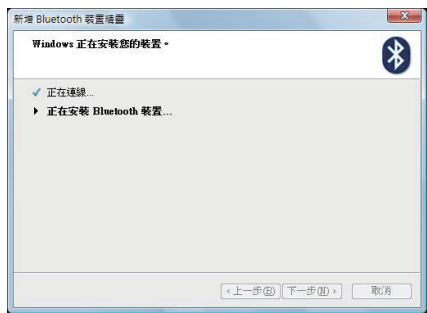 新增 Bluetooth 裝置精靈
Windows 正在安裝您的裝置。
正在連線...
正在安裝 Bluetooth 裝置...
<上一步(B)
下一步(N)>
取消